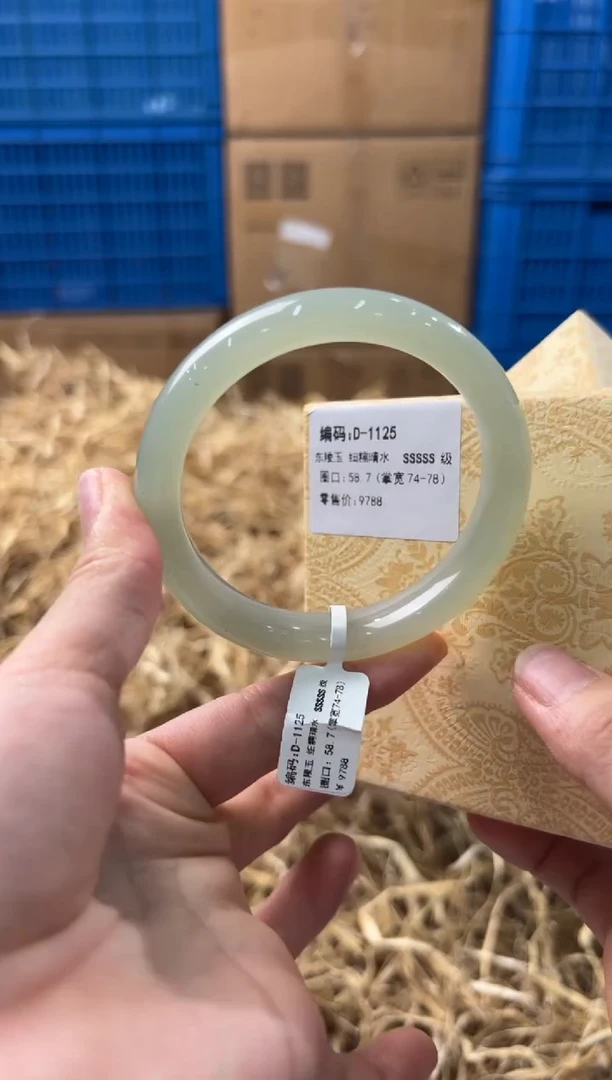 编码:D-1125
东陵玉 细糯晴水 SSSSS 级
圈口:58.7(掌宽74-78)
零售价:9788
编码:D-1125
东陵玉 细糯晴水 SSSSS 级
圈口: 58.7(掌宽74-78)
¥ 9788